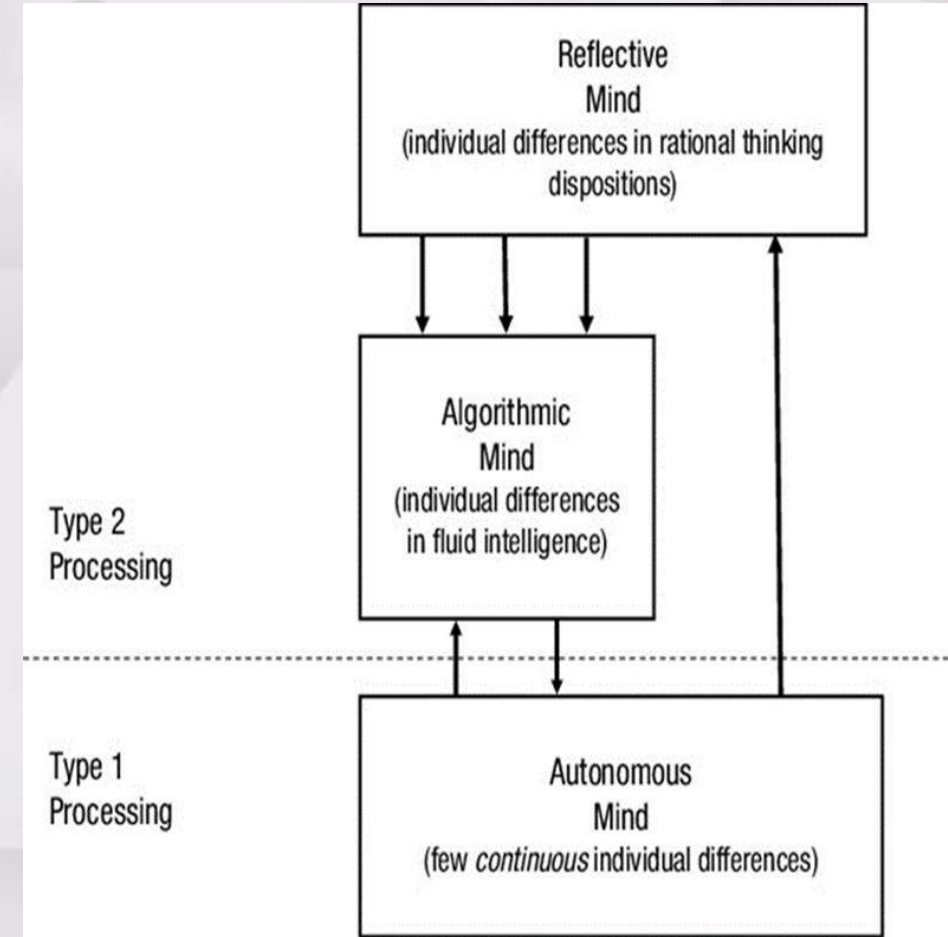 Reflective
Mind
(individual differences in rational thinking
dispositions)
Algorithmic
Mind
(individual differences
in fluid intelligence)
Type 2
Processing
Type 1
Processing
Autonomous
Mind
(few continuous individual differences)